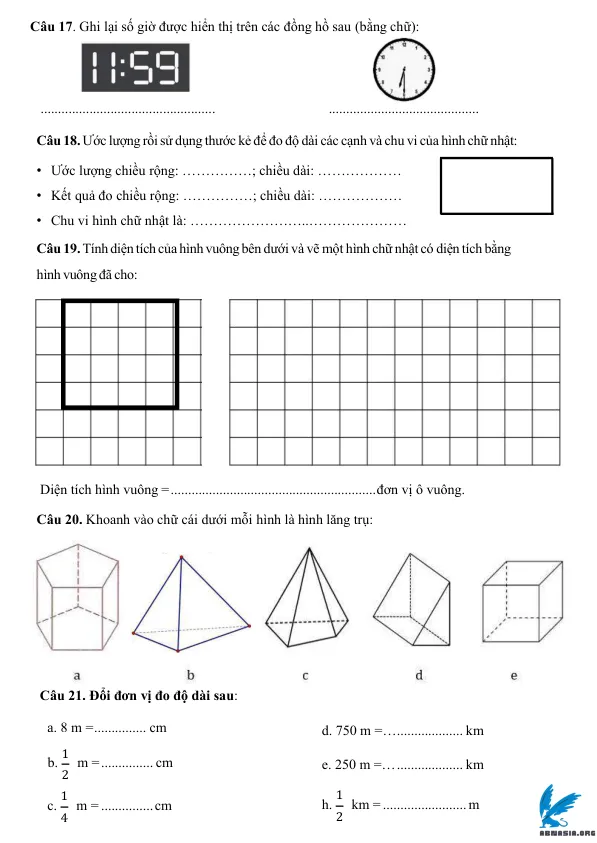 Câu 17. Ghi lại số giờ được hiển thị trên các đồng hồ sau (bằng chữ):
11:59
.................................................. ...........................................
Câu 18. Ước lượng rồi sử dụng thước kẻ để đo độ dài các cạnh và chu vi của hình chữ nhật:
• Ước lượng chiều rộng: ……………; chiều dài: ………………
• Kết quả đo chiều rộng: ……………; chiều dài: ………………
• Chu vi hình chữ nhật là: ……………………..…………………
Câu 19. Tính diện tích của hình vuông bên dưới và vẽ một hình chữ nhật có diện tích bằng
hình vuông đã cho:
Diện tích hình vuông =...........................................................đơn vị ô vuông.
Câu 20. Khoanh vào chữ cái dưới mỗi hình là hình lăng trụ:
a b c d e
Câu 21. Đổi đơn vị đo độ dài sau:
a. 8 m =............... cm
d. 750 m =…................... km
b. 1/2 m =............... cm
e. 250 m =…................... km
c. 1/4 m =...............cm
h. 1/2 km =........................ m
ABNASIA.ORG